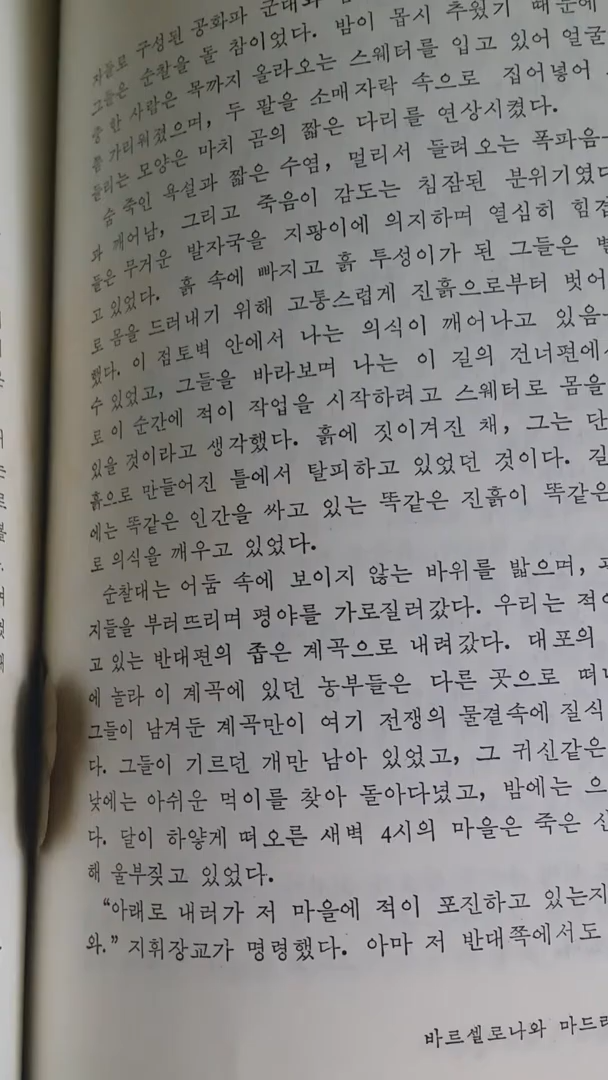 자들로 구성된 공화파 군대와
그들은 순찰을 돌 참이었다. 밤이 몹시 추웠기 때문에
중 한 사람은 목까지 올라오는 스웨터를 입고 있어 얼굴
를 가리워졌으며, 두 팔을 소매자락 속으로 집어넣어
들리는 모양은 마치 곰의 짧은 다리를 연상시켰다.
숨 죽인 욕설과 짧은 수염, 멀리서 들려오는 폭파음
과 깨어남, 그리고 죽음이 감도는 침잠된 분위기였다
들은 무거운 발자국을 지팡이에 의지하며 열심히 힘겹
고 있었다. 흙 속에 빠지고 흙 투성이가 된 그들은
로 몸을 드러내기 위해 고통스럽게 진흙으로부터 벗어
했다. 이 점토벽 안에서 나는 의식이 깨어나고 있음
수 있었고, 그들을 바라보며 나는 이 길의 건너편에서
로 이 순간에 적이 작업을 시작하려고 스웨터로 몸을
있을 것이라고 생각했다. 흙에 짓이겨진 채, 그는 단
흙으로 만들어진 틀에서 탈피하고 있었던 것이다. 길
에는 똑같은 인간을 싸고 있는 똑같은 진흙이 똑같은
로 의식을 깨우고 있었다.
순찰대는 어둠 속에 보이지 않는 바위를 밟으며,
지들을 부러뜨리며 평야를 가로질러갔다. 우리는 적이
고 있는 반대편의 좁은 계곡으로 내려갔다. 대포의
에 놀라 이 계곡에 있던 농부들은 다른 곳으로 떠나
그들이 남겨둔 계곡만이 여기 전쟁의 물결속에 질식
다. 그들이 기르던 개만 남아 있었고, 그 귀신같은
낮에는 아쉬운 먹이를 찾아 돌아다녔고, 밤에는 으
다. 달이 하얗게 떠오른 새벽 4시의 마을은 죽은
해 울부짖고 있었다.
“아래로 내러가 저 마을에 적이 포진하고 있는지
와.” 지휘장교가 명령했다. 아마 저 반대쪽에서도
바르셀로나와 마드리